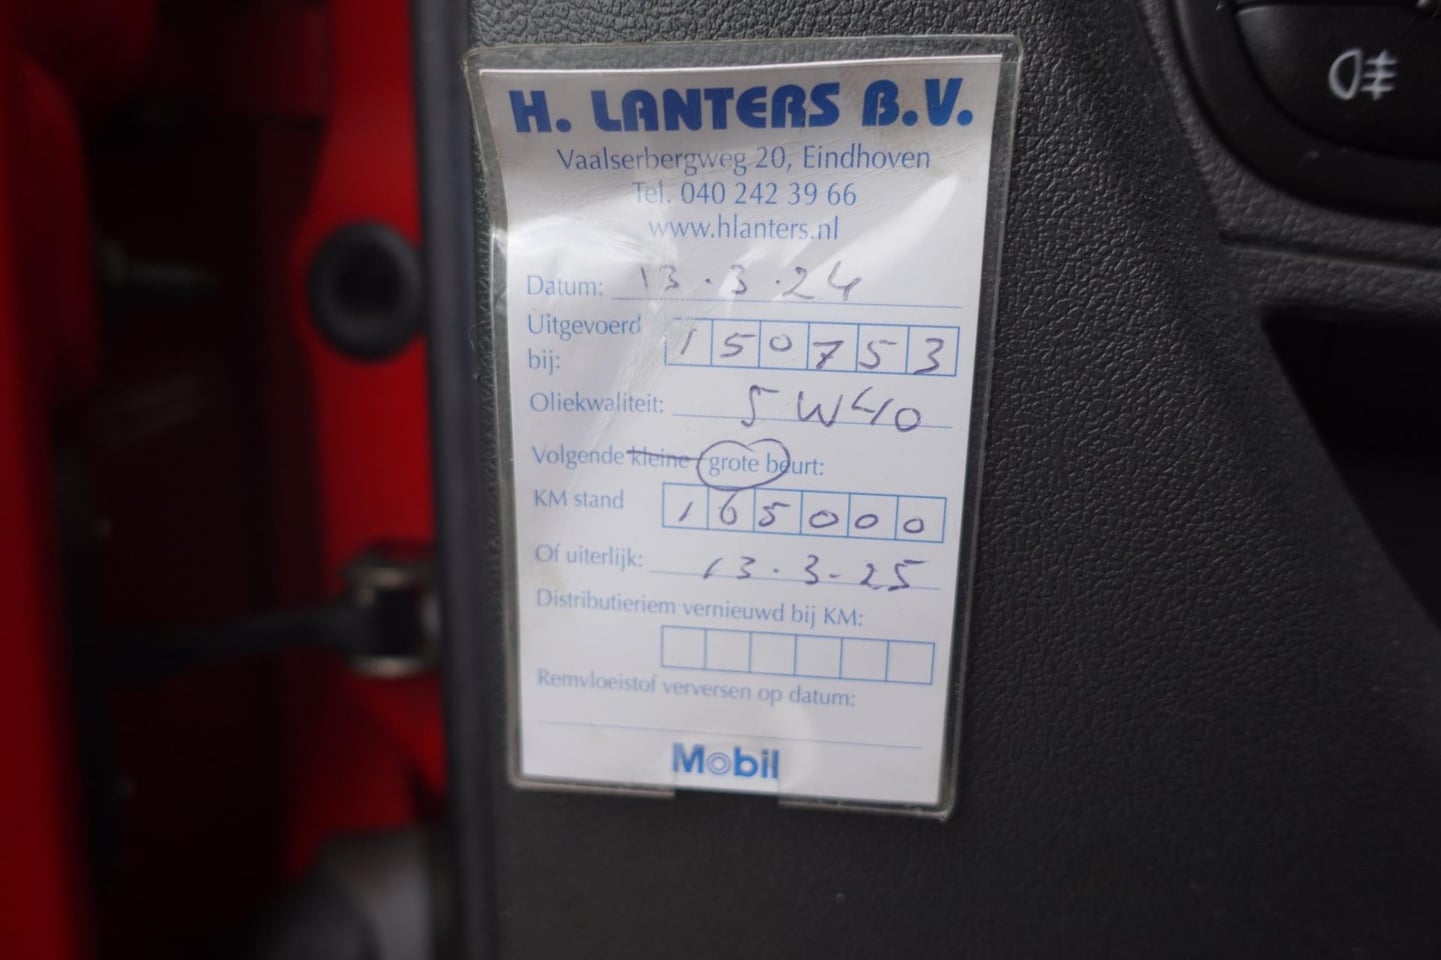 H. LANTERS B.V.
Vaalserbergweg 20, Eindhoven
Tel. 040 242 39 66
www.hlanters.nl
Datum: 13.3.24
Uitgevoerd bij: 150753
Oliekwaliteit: 5W40
Volgende kleine grote beurt:
KM stand 165000
Of uiterlijk: 13.3-25
Distributieriem vernieuwd bij KM:
Remvloeistof verversen op datum:
Mobil